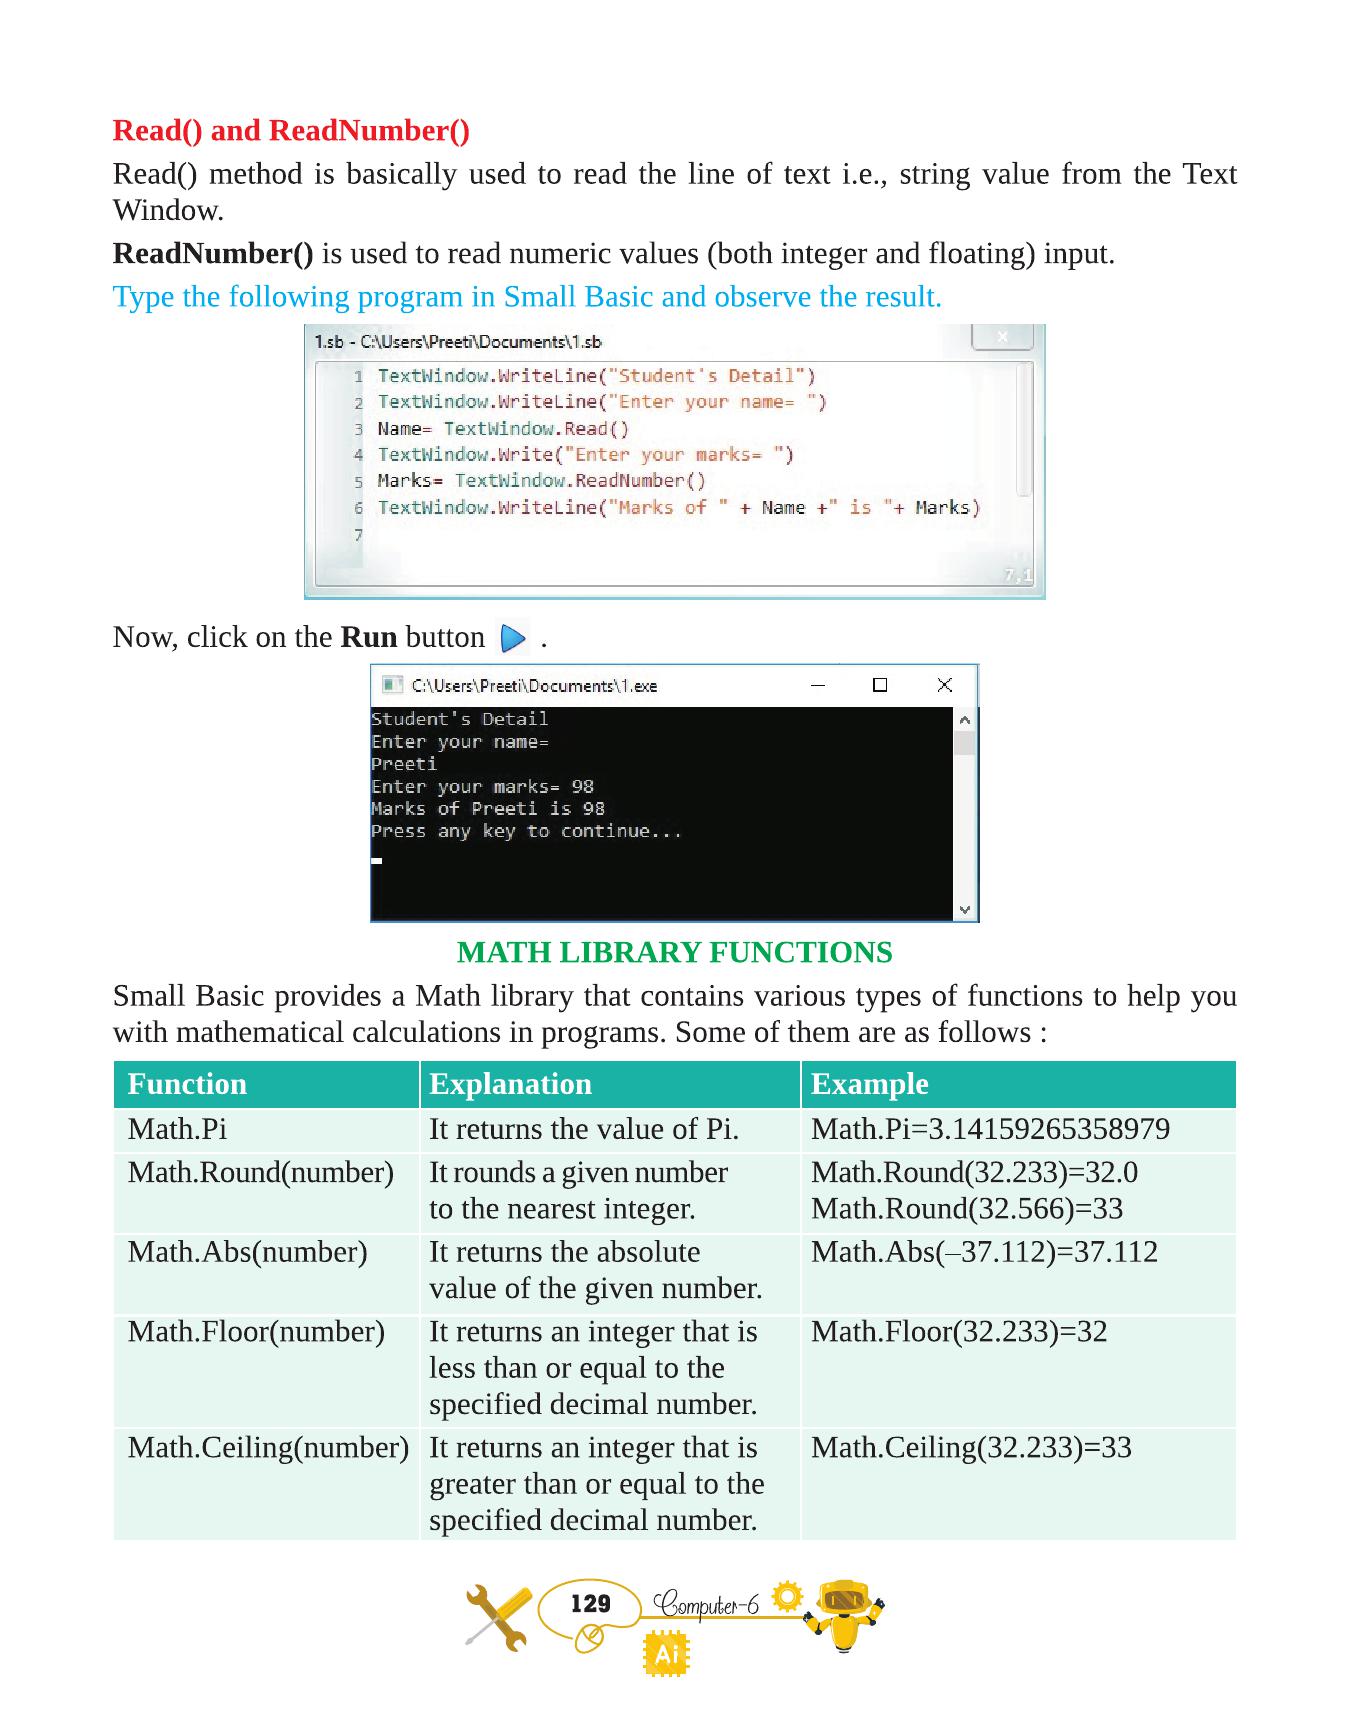 Read() and ReadNumber()
Read() method is basically used to read the line of text i.e., string value from the Text
Window.
ReadNumber() is used to read numeric values (both integer and floating) input.
Type the following program in Small Basic and observe the result.
1.sb - C:\Users\Preeti\Documents\1.sb
1 TextWindow.WriteLine("Student's Detail")
2 TextWindow.WriteLine("Enter your name= ")
3 Name= TextWindow.Read()
4 TextWindow.Write("Enter your marks= ")
5 Marks= TextWindow.ReadNumber()
6 TextWindow.WriteLine("Marks of " + Name +" is "+ Marks)
7
7,1
Now, click on the Run button .
C:\Users\Preeti\Documents\1.exe
Student's Detail
Enter your name=
Preeti
Enter your marks= 98
Marks of Preeti is 98
Press any key to continue...
MATH LIBRARY FUNCTIONS
Small Basic provides a Math library that contains various types of functions to help you
with mathematical calculations in programs. Some of them are as follows :
Function Explanation Example
Math.Pi It returns the value of Pi. Math.Pi=3.14159265358979
Math.Round(number) It rounds a given number Math.Round(32.233)=32.0
to the nearest integer. Math.Round(32.566)=33
Math.Abs(number) It returns the absolute Math.Abs(–37.112)=37.112
value of the given number.
Math.Floor(number) It returns an integer that is Math.Floor(32.233)=32
less than or equal to the
specified decimal number.
Math.Ceiling(number) It returns an integer that is Math.Ceiling(32.233)=33
greater than or equal to the
specified decimal number.
129 Computer-6
Ai